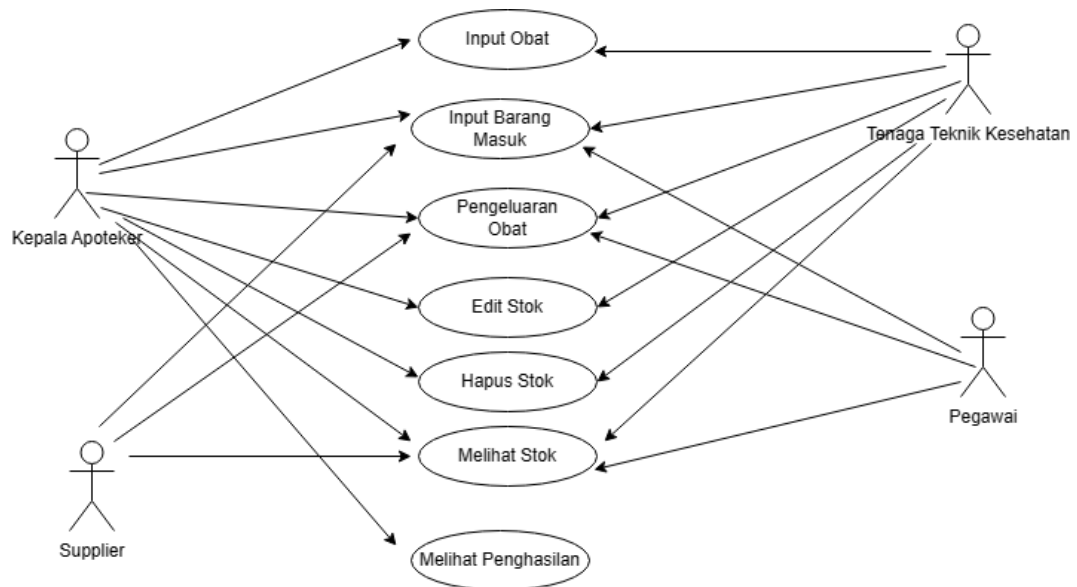 Input Obat
Input Barang
Masuk
Tenaga Teknik Kesehatan
Kepala Apoteker
Pengeluaran
Obat
Edit Stok
Hapus Stok
Pegawai
Melihat Stok
Supplier
Melihat Penghasilan